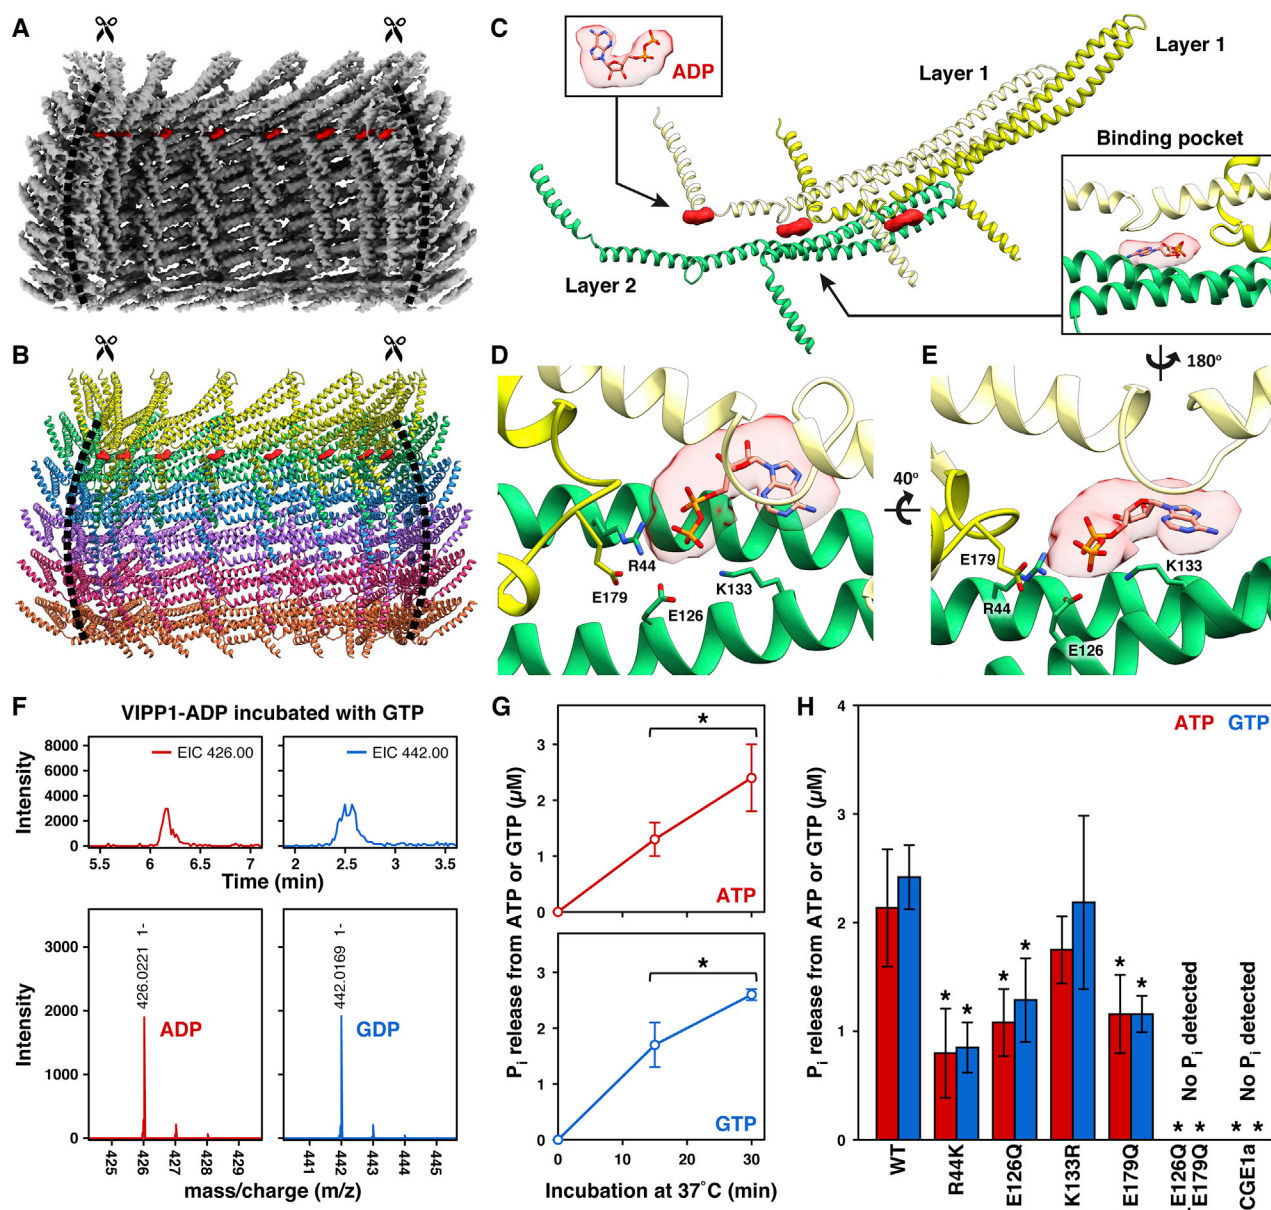 A
C
ADP
Layer 1
Layer 1
Layer 2
Binding pocket
B
D
R44
E179
E126
K133
40°
E
180°
E179
R44
K133
E126
F
VIPP1-ADP incubated with GTP
Intensity
8000
6000
4000
2000
0
EIC 426.00
EIC 442.00
5.5 6 6.5 7
2 2.5 3 3.5
Time (min)
Intensity
3000
2000
1000
0
426.0221 1-
ADP
442.0169 1-
GDP
425 426 427 428 429
441 442 443 444 445
mass/charge (m/z)
G
Pi release from ATP or GTP (µM)
3
2
1
0
*
ATP
3
2
1
0
*
GTP
0 10 20 30
Incubation at 37°C (min)
H
ATP GTP
Pi release from ATP or GTP (µM)
4
3
2
1
0
* *
* *
* *
No Pi detected
* *
No Pi detected
* *
WT
R44K
E126Q
K133R
E179Q
E126Q
E179Q
CGE1a